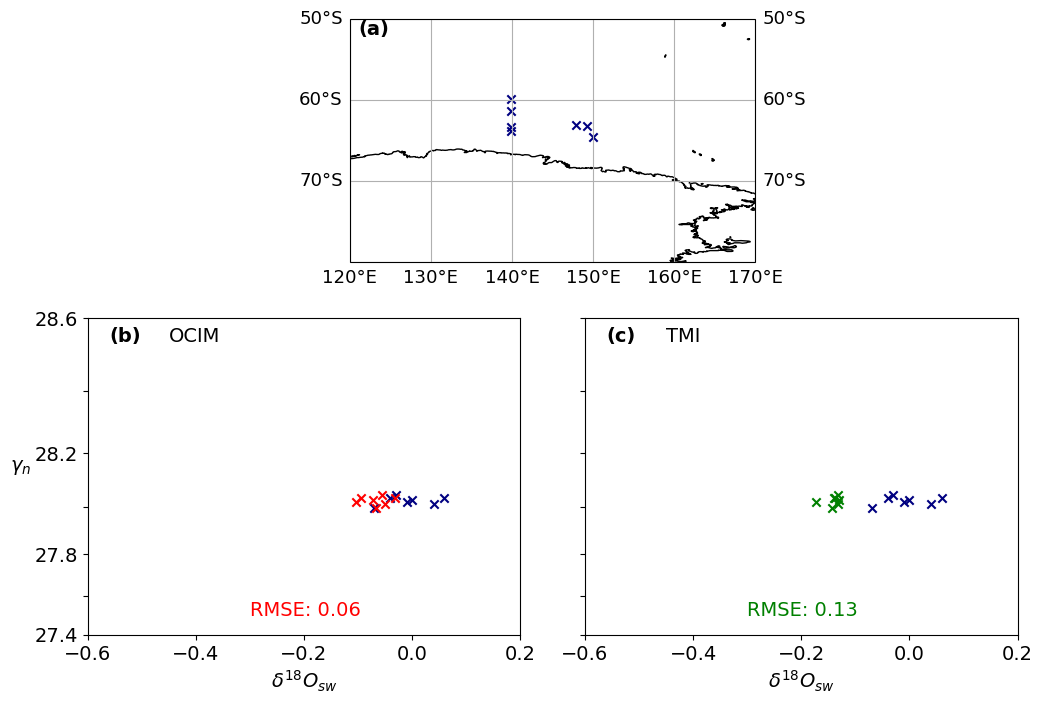 (a)
50°S 50°S
60°S 60°S
70°S 70°S
120°E 130°E 140°E 150°E 160°E 170°E
(b) OCIM
28.6
28.2
γn
27.8
27.4
RMSE: 0.06
−0.6 −0.4 −0.2 0.0 0.2
δ¹⁸Osw
(c) TMI
RMSE: 0.13
−0.6 −0.4 −0.2 0.0 0.2
δ¹⁸Osw